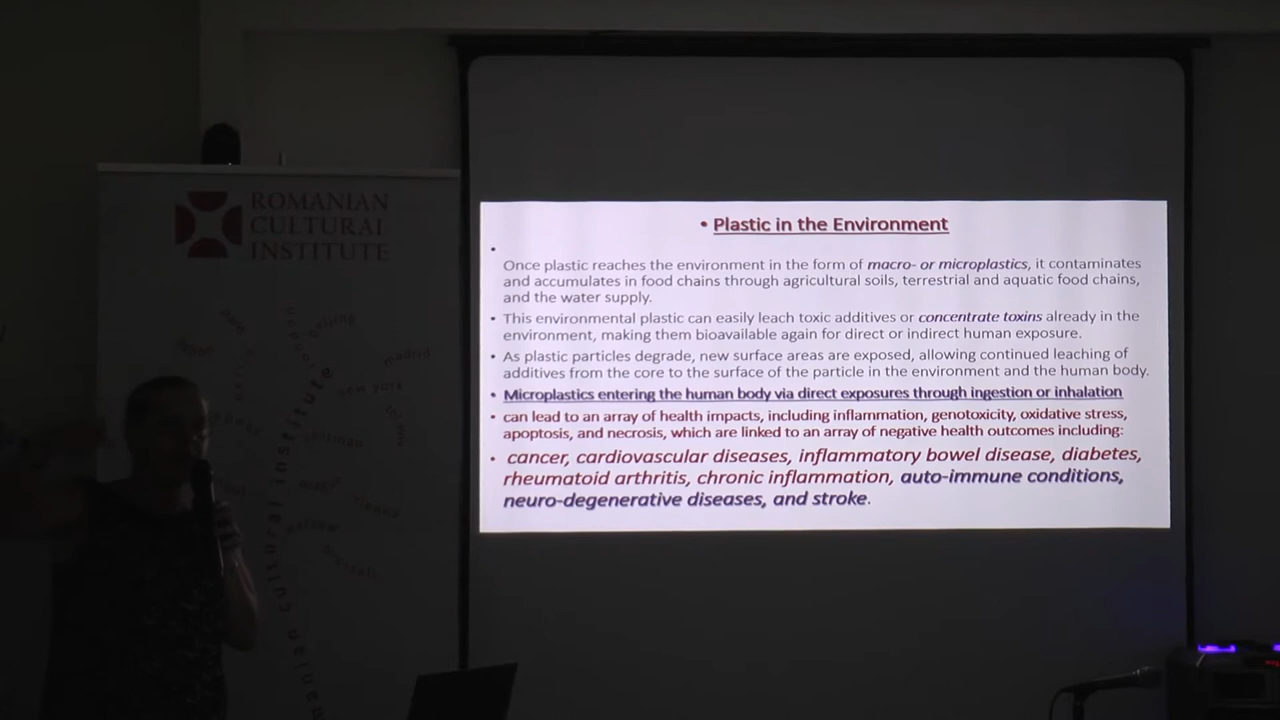 ROMANIAN
CULTURAL
INSTITUTE
beijing
madrid
new york
cultural institute
• Plastic in the Environment
•
Once plastic reaches the environment in the form of macro- or microplastics, it contaminates
and accumulates in food chains through agricultural soils, terrestrial and aquatic food chains,
and the water supply.
• This environmental plastic can easily leach toxic additives or concentrate toxins already in the
environment, making them bioavailable again for direct or indirect human exposure.
• As plastic particles degrade, new surface areas are exposed, allowing continued leaching of
additives from the core to the surface of the particle in the environment and the human body.
• Microplastics entering the human body via direct exposures through ingestion or inhalation
• can lead to an array of health impacts, including inflammation, genotoxicity, oxidative stress,
apoptosis, and necrosis, which are linked to an array of negative health outcomes including:
• cancer, cardiovascular diseases, inflammatory bowel disease, diabetes,
rheumatoid arthritis, chronic inflammation, auto-immune conditions,
neuro-degenerative diseases, and stroke.